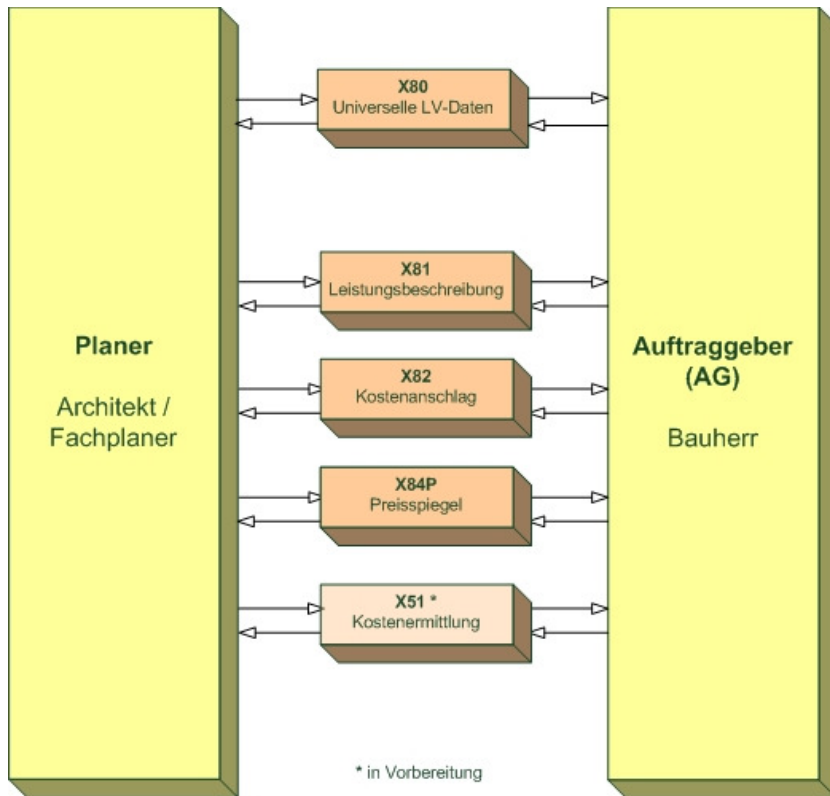 Planer
Architekt /
Fachplaner
X80
Universelle LV-Daten
X81
Leistungsbeschreibung
X82
Kostenanschlag
X84P
Preisspiegel
X51 *
Kostenermittlung
* in Vorbereitung
Auftraggeber
(AG)
Bauherr